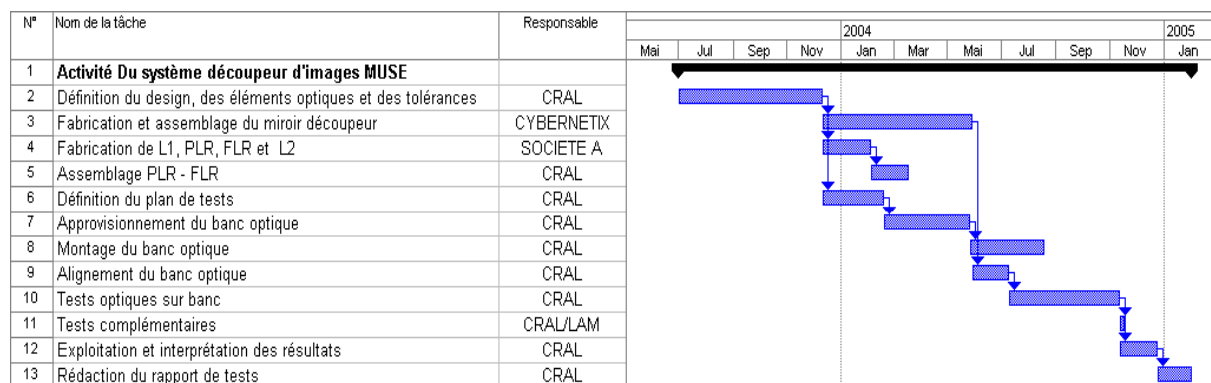 N° Nom de la tâche Responsable 2004 2005
Mai Jul Sep Nov Jan Mar Mai Jul Sep Nov Jan
1 Activité Du système découpeur d'images MUSE
2 Définition du design, des éléments optiques et des tolérances CRAL
3 Fabrication et assemblage du miroir découpeur CYBERNETIX
4 Fabrication de L1, PLR, FLR et L2 SOCIETE A
5 Assemblage PLR - FLR CRAL
6 Définition du plan de tests CRAL
7 Approvisionnement du banc optique CRAL
8 Montage du banc optique CRAL
9 Alignement du banc optique CRAL
10 Tests optiques sur banc CRAL
11 Tests complémentaires CRAL/LAM
12 Exploitation et interprétation des résultats CRAL
13 Rédaction du rapport de tests CRAL